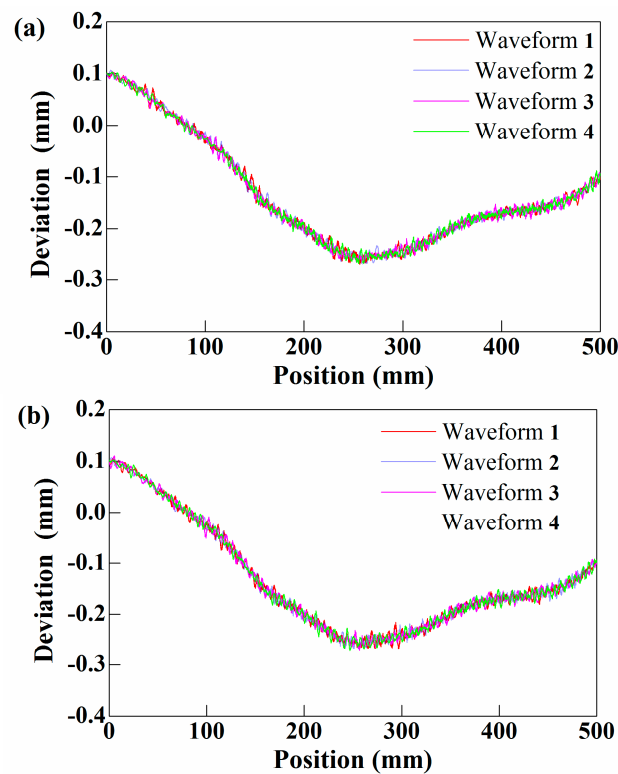 (a)
0.2
0.1
0.0
-0.1
-0.2
-0.3
-0.4
Deviation (mm)
Waveform 1
Waveform 2
Waveform 3
Waveform 4
0 100 200 300 400 500
Position (mm)
(b)
0.2
0.1
0.0
-0.1
-0.2
-0.3
-0.4
Deviation (mm)
Waveform 1
Waveform 2
Waveform 3
Waveform 4
0 100 200 300 400 500
Position (mm)